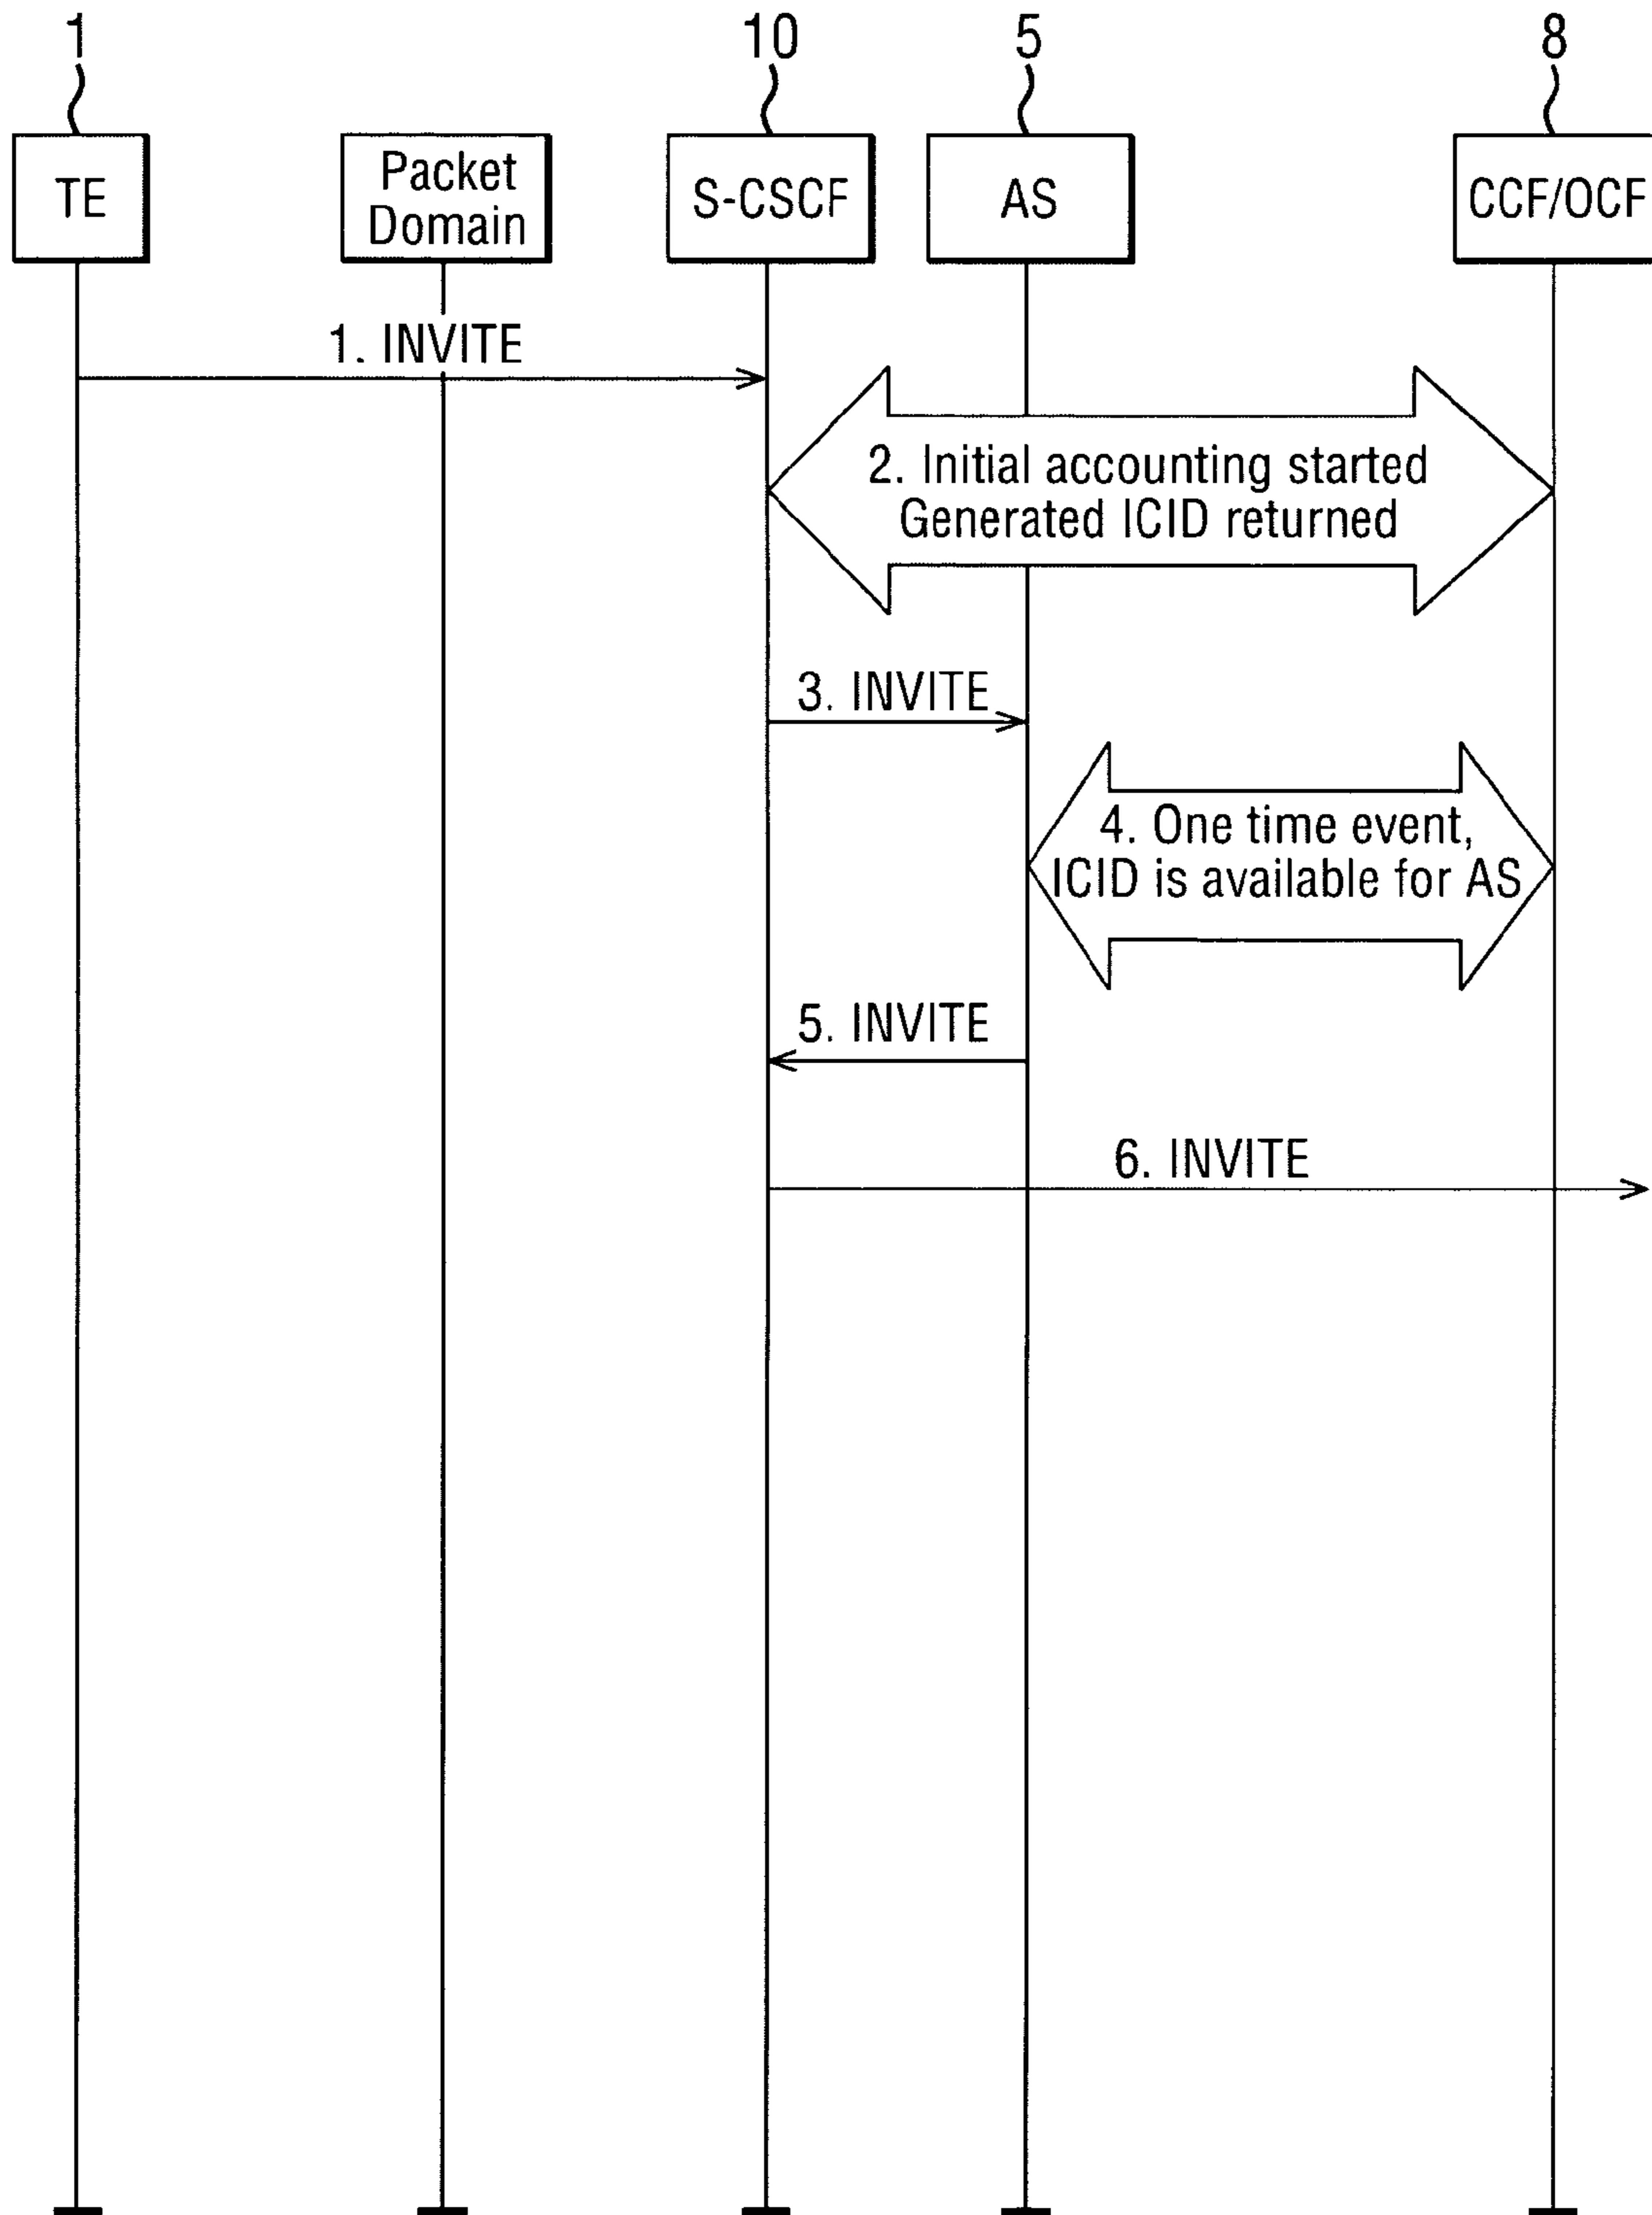 1
10
5
8
TE
Packet
Domain
S-CSCF
AS
CCF/OCF
1. INVITE
2. Initial accounting started
Generated ICID returned
3. INVITE
4. One time event,
ICID is available for AS
5. INVITE
6. INVITE